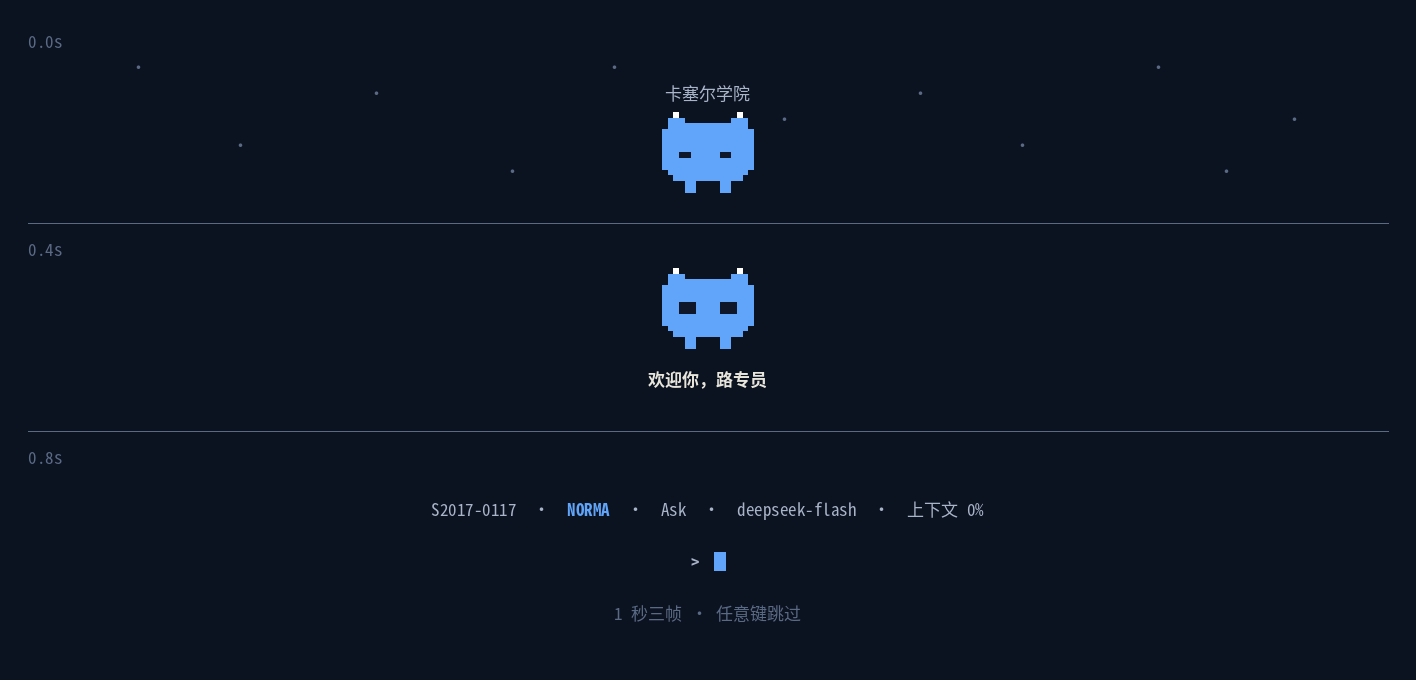 0.0s
卡塞尔学院
0.4s
欢迎你，路专员
0.8s
S2017-0117 · NORMA · Ask · deepseek-flash · 上下文 0%
>
1 秒三帧 · 任意键跳过